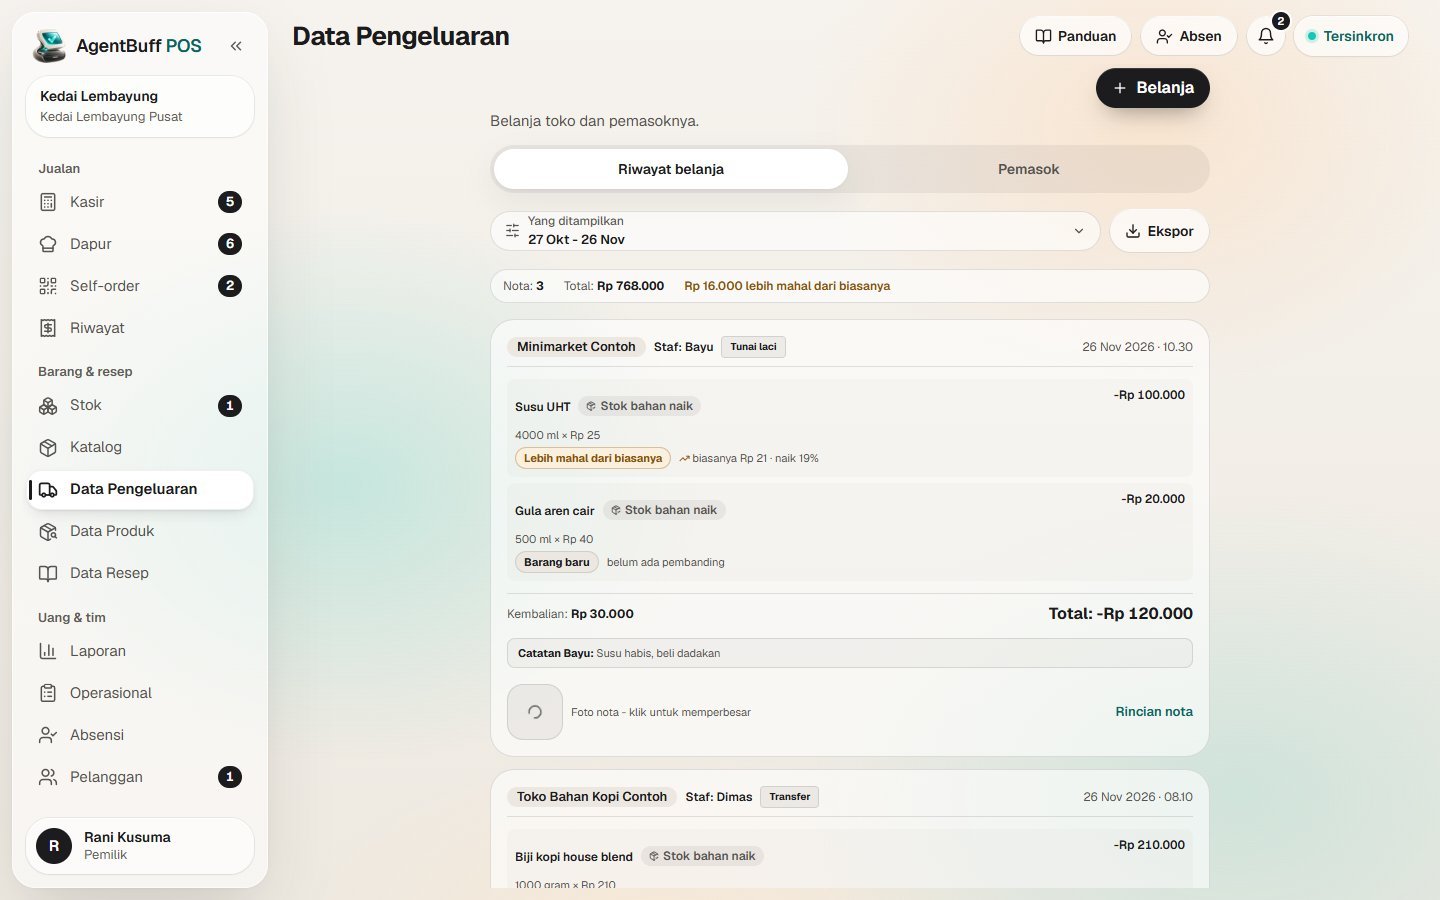 AgentBuff POS
Kedai Lembayung
Kedai Lembayung Pusat
Jualan
Kasir 5
Dapur 6
Self-order 2
Riwayat
Barang & resep
Stok 1
Katalog
Data Pengeluaran
Data Produk
Data Resep
Uang & tim
Laporan
Operasional
Absensi
Pelanggan 1
R
Rani Kusuma
Pemilik
Data Pengeluaran
Panduan
Absen
2
Tersinkron
Belanja
Belanja toko dan pemasoknya.
Riwayat belanja
Pemasok
Yang ditampilkan
27 Okt - 26 Nov
Ekspor
Nota: 3 Total: Rp 768.000 Rp 16.000 lebih mahal dari biasanya
Minimarket Contoh Staf: Bayu Tunai laci 26 Nov 2026 · 10.30
Susu UHT Stok bahan naik -Rp 100.000
4000 ml × Rp 25
Lebih mahal dari biasanya biasanya Rp 21 · naik 19%
Gula aren cair Stok bahan naik -Rp 20.000
500 ml × Rp 40
Barang baru belum ada pembanding
Kembalian: Rp 30.000 Total: -Rp 120.000
Catatan Bayu: Susu habis, beli dadakan
Foto nota - klik untuk memperbesar Rincian nota
Toko Bahan Kopi Contoh Staf: Dimas Transfer 26 Nov 2026 · 08.10
Biji kopi house blend Stok bahan naik -Rp 210.000
1000 gram × Rp 210